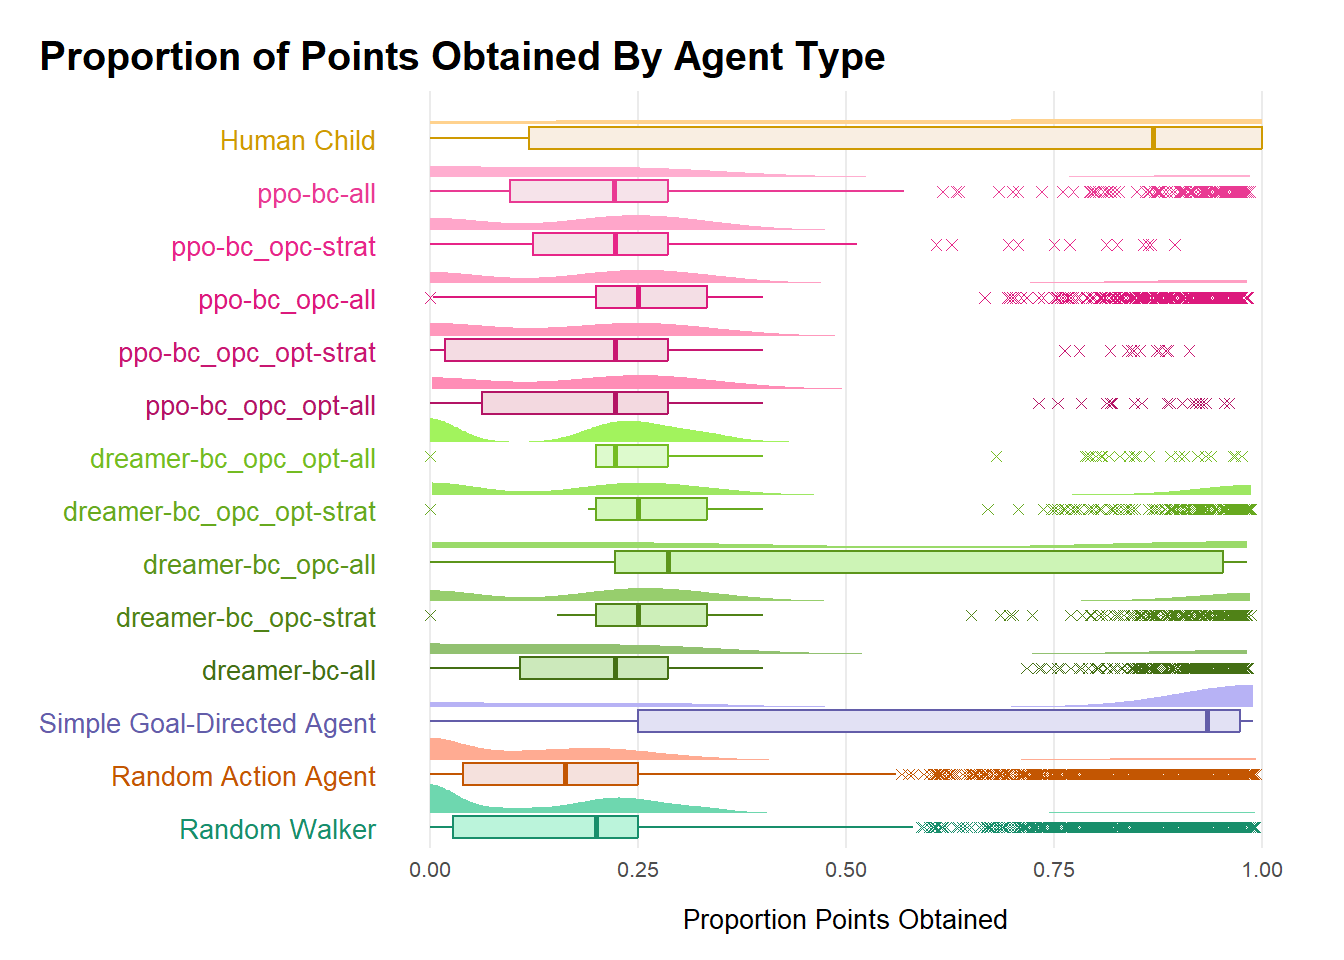 Proportion of Points Obtained By Agent Type
Human Child
ppo-bc-all
ppo-bc_opc-strat
ppo-bc_opc-all
ppo-bc_opc_opt-strat
ppo-bc_opc_opt-all
dreamer-bc_opc_opt-all
dreamer-bc_opc_opt-strat
dreamer-bc_opc-all
dreamer-bc_opc-strat
dreamer-bc-all
Simple Goal-Directed Agent
Random Action Agent
Random Walker
0.00 0.25 0.50 0.75 1.00
Proportion Points Obtained